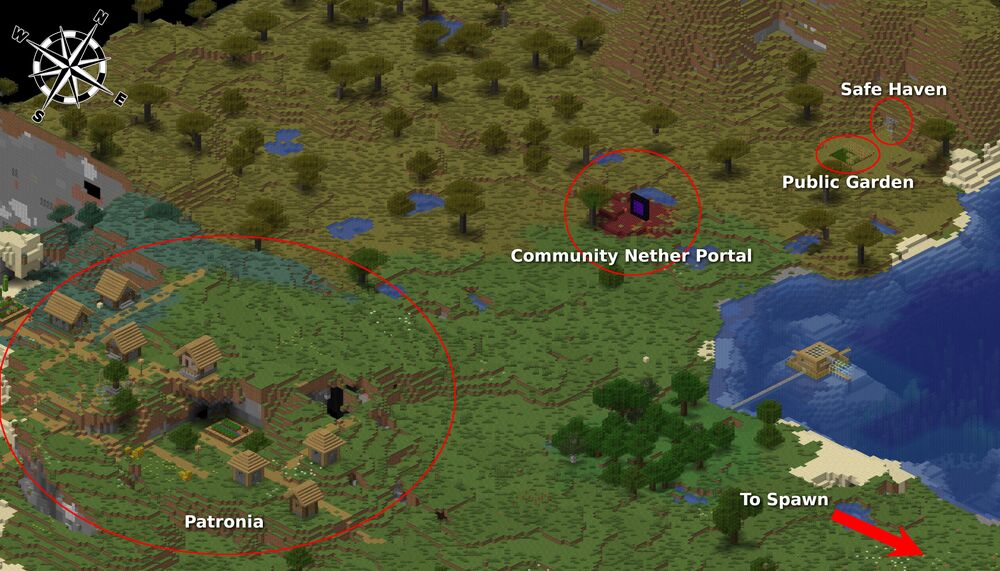 N
W
E
S
Safe Haven
Public Garden
Community Nether Portal
To Spawn
Patronia